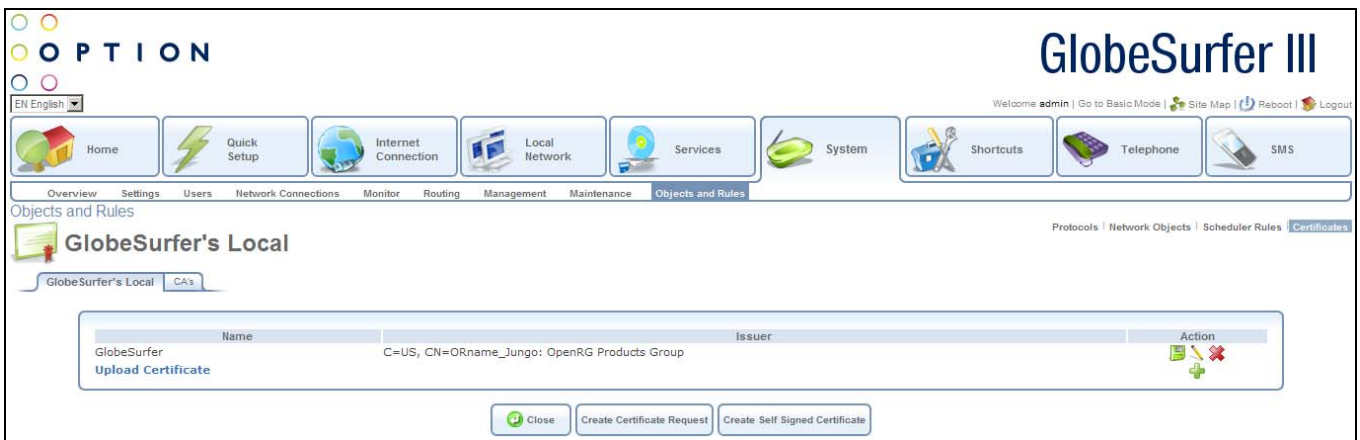 OPTION
GlobeSurfer III
EN English
Welcome admin | Go to Basic Mode | Site Map | Reboot | Logout
Home
Quick Setup
Internet Connection
Local Network
Services
System
Shortcuts
Telephone
SMS
Overview Settings Users Network Connections Monitor Routing Management Maintenance Objects and Rules
Objects and Rules
Protocols | Network Objects | Scheduler Rules | Certificates
GlobeSurfer's Local
GlobeSurfer's Local CA's
Name Issuer Action
GlobeSurfer C=US, CN=ORname_Jungo: OpenRG Products Group
Upload Certificate
Close Create Certificate Request Create Self Signed Certificate